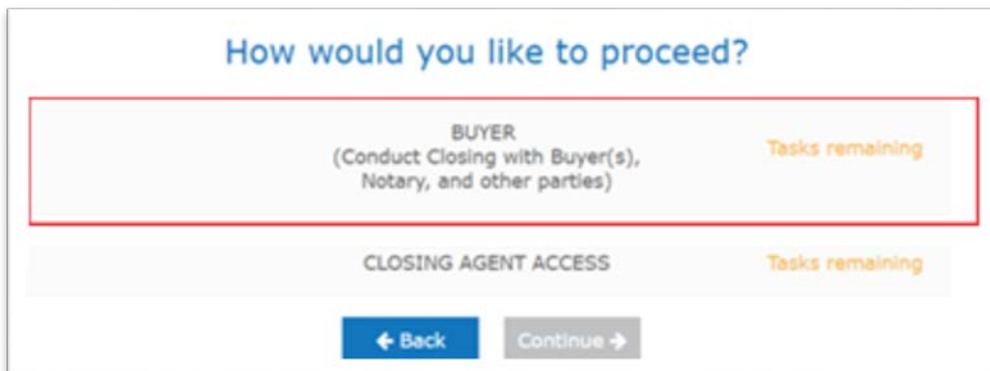 How would you like to proceed?
BUYER
(Conduct Closing with Buyer(s),
Notary, and other parties)
Tasks remaining
CLOSING AGENT ACCESS
Tasks remaining
← Back
Continue →